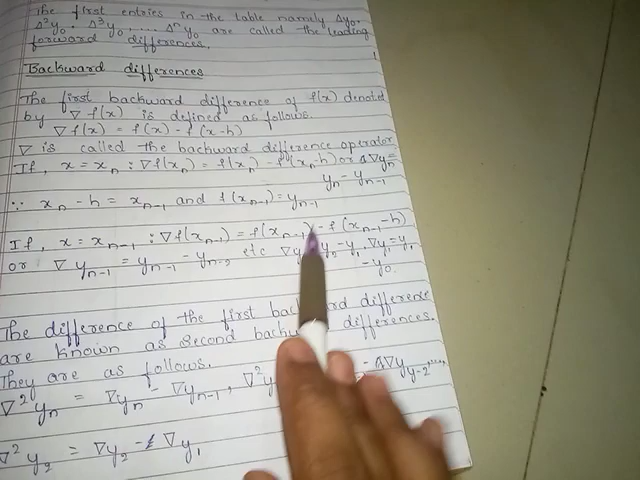 The first entries in the table namely Δy₀,
Δ²y₀, Δ³y₀, .... Δⁿy₀ are called the leading
forward differences.
Backward differences
The first backward difference of f(x) denoted
by ∇ f(x) is defined as follows.
∇ f(x) = f(x) - f(x-h)
∇ is called the backward difference operator
If, x = xₙ : ∇f(xₙ) = f(xₙ) - f(xₙ-h) or ∇yₙ =
yₙ - yₙ₋₁
∵ xₙ - h = xₙ₋₁ and f(xₙ₋₁) = yₙ₋₁
If, x = xₙ₋₁ : ∇f(xₙ₋₁) = f(xₙ₋₁) - f(xₙ₋₁-h)
or ∇ yₙ₋₁ = yₙ₋₁ - yₙ₋₂ etc ∇y y₂-y₁ ∇y₁ = y₁
-y₀
The difference of the first back ard difference
are known as second backw differences.
They are as follows.
∇²yₙ = ∇yₙ - ∇yₙ₋₁, ∇²y - ∇y
∇²y₂ = ∇y₂ - ∇y₁